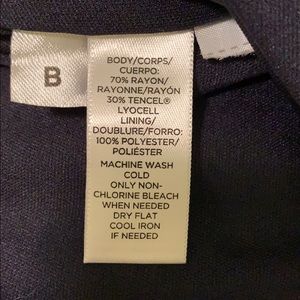 B
BODY/CORPS/
CUERPO:
70% RAYON/
RAYONNE/RAYÓN
30% TENCEL®
LYOCELL
LINING/
DOUBLURE/FORRO:
100% POLYESTER/
POLIÉSTER
MACHINE WASH
COLD
ONLY NON-
CHLORINE BLEACH
WHEN NEEDED
DRY FLAT
COOL IRON
IF NEEDED